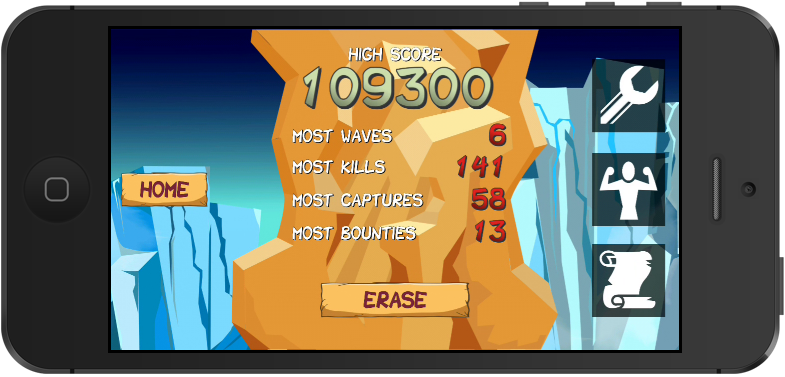 HIGH SCORE
109300
MOST WAVES 6
MOST KILLS 141
MOST CAPTURES 58
MOST BOUNTIES 13
HOME
ERASE